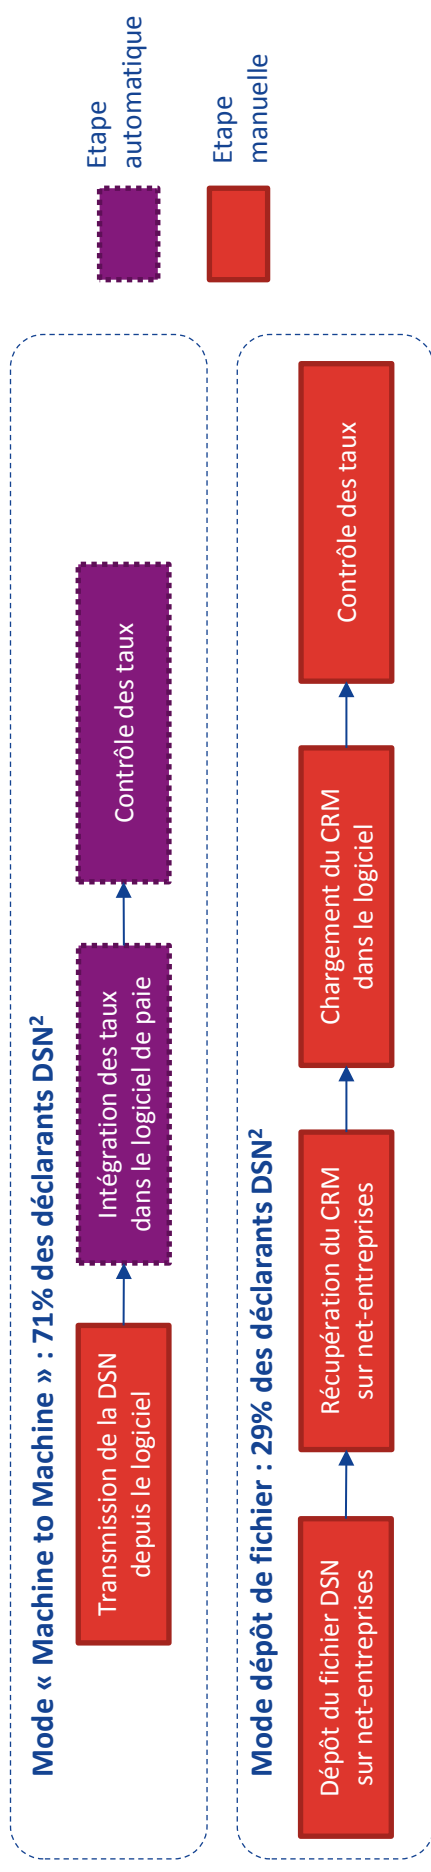 Mode « Machine to Machine » : 71% des déclarants DSN²
Transmission de la DSN
depuis le logiciel
Intégration des taux
dans le logiciel de paie
Contrôle des taux
Etape
automatique
Etape
manuelle
Mode dépôt de fichier : 29% des déclarants DSN²
Dépôt du fichier DSN
sur net-entreprises
Récupération du CRM
sur net-entreprises
Chargement du CRM
dans le logiciel
Contrôle des taux